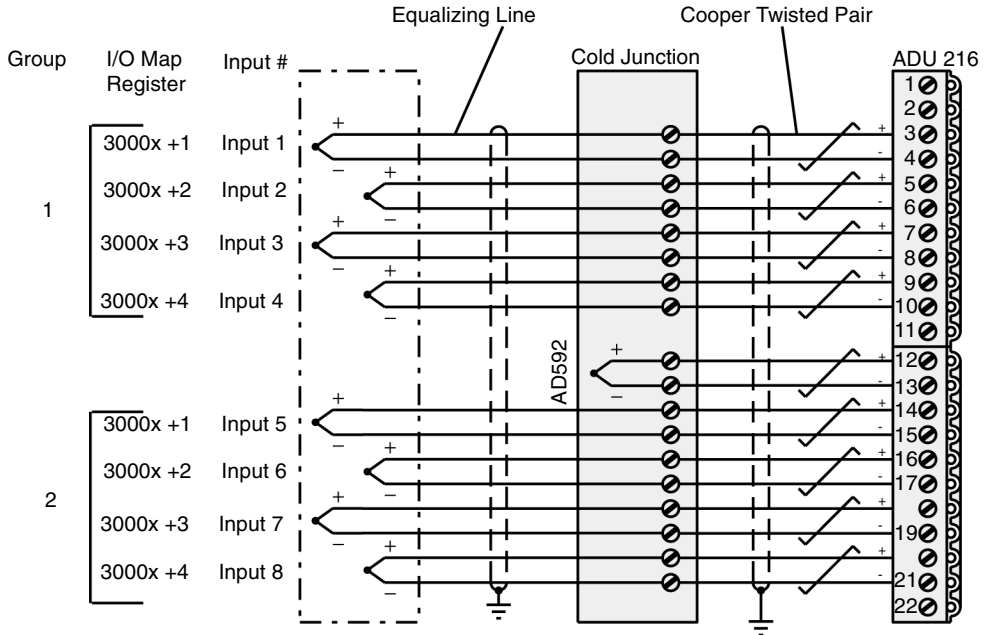 Equalizing Line
Cooper Twisted Pair
Group
I/O Map
Register
Input #
Cold Junction
ADU 216
1
2
+
3000x +1
Input 1
+
3
-
4
−
+
3000x +2
Input 2
+
5
-
6
−
1
+
3000x +3
Input 3
+
7
-
8
−
+
3000x +4
Input 4
+
9
-
10
−
11
AD592
+
+
12
-
13
−
+
3000x +1
Input 5
+
14
-
15
−
+
3000x +2
Input 6
+
16
-
17
−
2
+
3000x +3
Input 7
+
-
19
−
+
3000x +4
Input 8
+
-
21
−
22